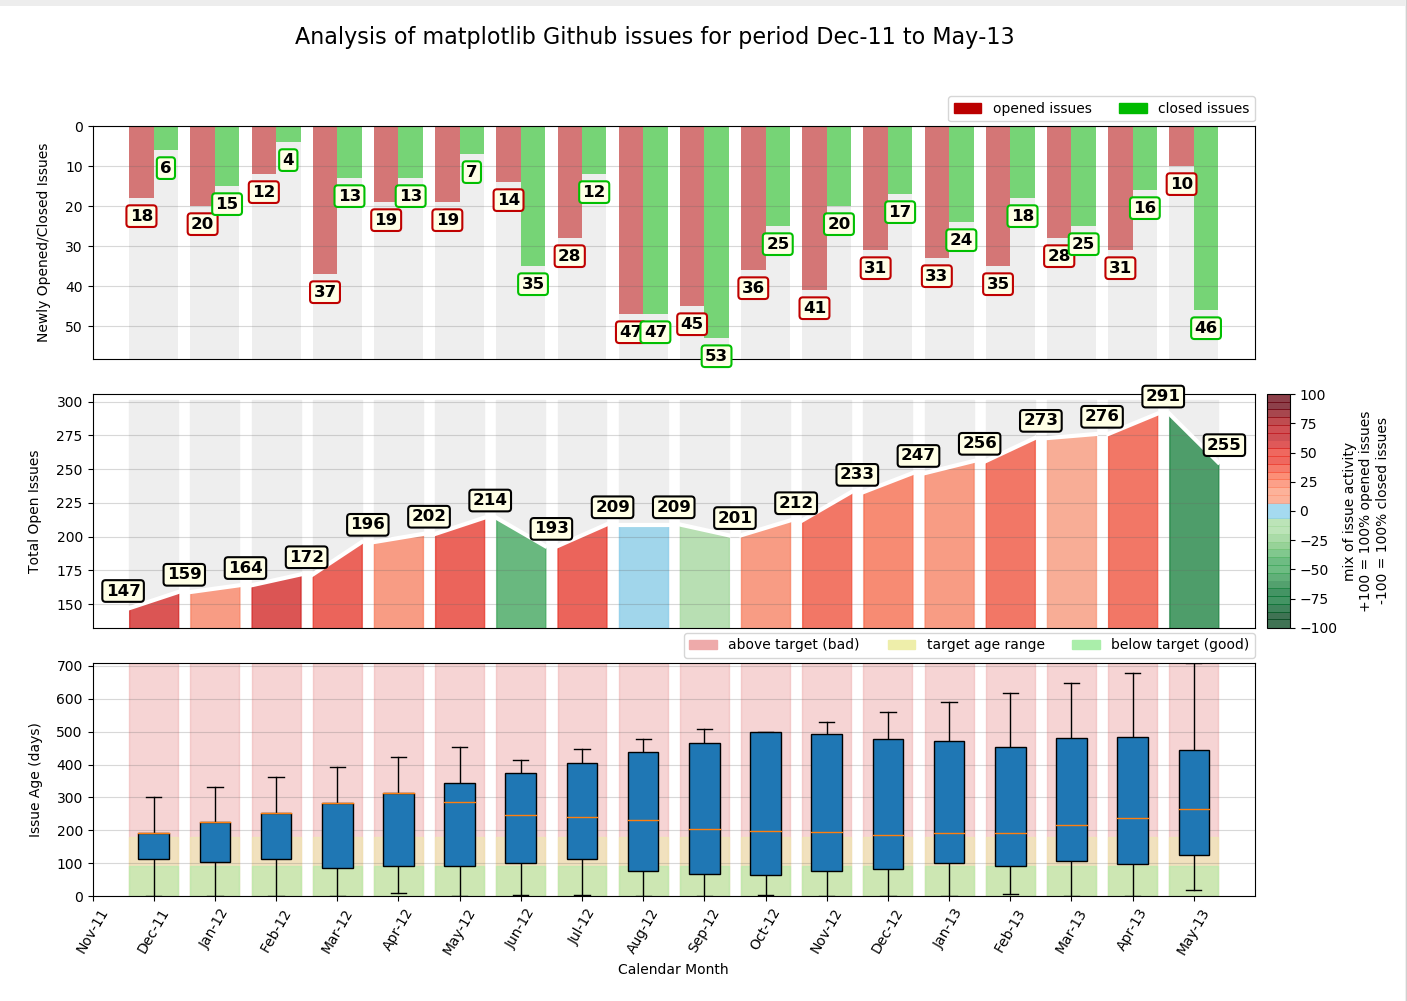 Analysis of matplotlib Github issues for period Dec-11 to May-13
opened issues closed issues
Newly Opened/Closed Issues
0
10
20
30
40
50
18 6 20 15 12 4 37 13 19 13 19 7 14 35 28 12 47 47 45 53 36 25 41 20 31 17 33 24 35 18 28 25 31 16 10 46
Total Open Issues
300
275
250
225
200
175
150
147 159 164 172 196 202 214 193 209 209 201 212 233 247 256 273 276 291 255
100
75
50
25
0
−25
−50
−75
−100
mix of issue activity
+100 = 100% opened issues
-100 = 100% closed issues
above target (bad) target age range below target (good)
Issue Age (days)
700
600
500
400
300
200
100
0
Nov-11 Dec-11 Jan-12 Feb-12 Mar-12 Apr-12 May-12 Jun-12 Jul-12 Aug-12 Sep-12 Oct-12 Nov-12 Dec-12 Jan-13 Feb-13 Mar-13 Apr-13 May-13
Calendar Month